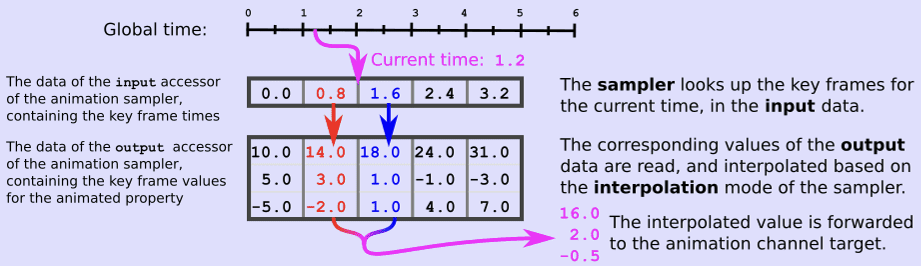 0 1 2 3 4 5 6
Global time:
Current time: 1.2
The data of the input accessor
of the animation sampler,
containing the key frame times
0.0 0.8 1.6 2.4 3.2
The sampler looks up the key frames for
the current time, in the input data.
The data of the output accessor
of the animation sampler,
containing the key frame values
for the animated property
10.0 14.0 18.0 24.0 31.0
5.0 3.0 1.0 -1.0 -3.0
-5.0 -2.0 1.0 4.0 7.0
The corresponding values of the output
data are read, and interpolated based on
the interpolation mode of the sampler.
16.0
2.0
-0.5
The interpolated value is forwarded
to the animation channel target.